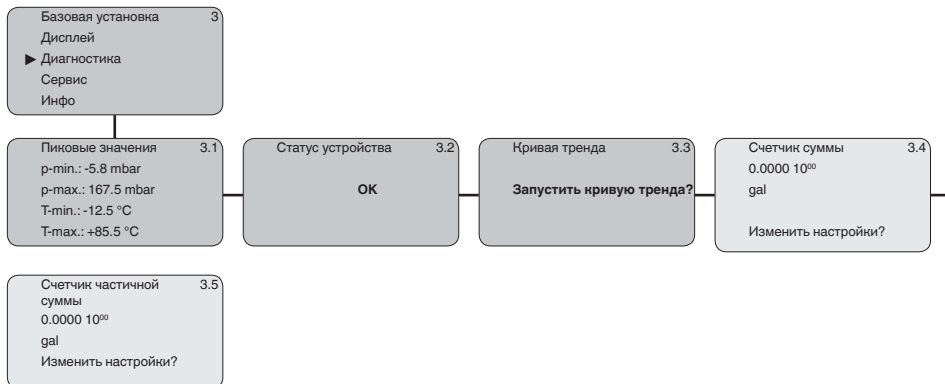 Базовая установка 3
Дисплей
▶ Диагностика
Сервис
Инфо
Пиковые значения 3.1
p-min.: -5.8 mbar
p-max.: 167.5 mbar
T-min.: -12.5 °C
T-max.: +85.5 °C
Статус устройства 3.2
OK
Кривая тренда 3.3
Запустить кривую тренда?
Счетчик суммы 3.4
0.0000 10⁰⁰
gal
Изменить настройки?
Счетчик частичной 3.5
суммы
0.0000 10⁰⁰
gal
Изменить настройки?